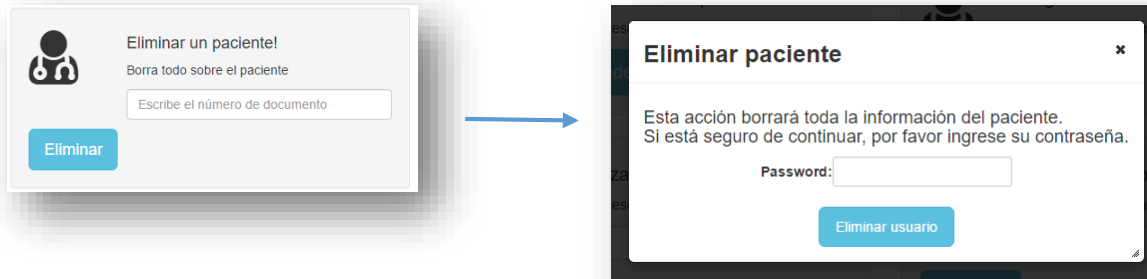 Eliminar un paciente!
Borra todo sobre el paciente
Escribe el número de documento
Eliminar
Eliminar paciente
Esta acción borrará toda la información del paciente.
Si está seguro de continuar, por favor ingrese su contraseña.
Password:
Eliminar usuario